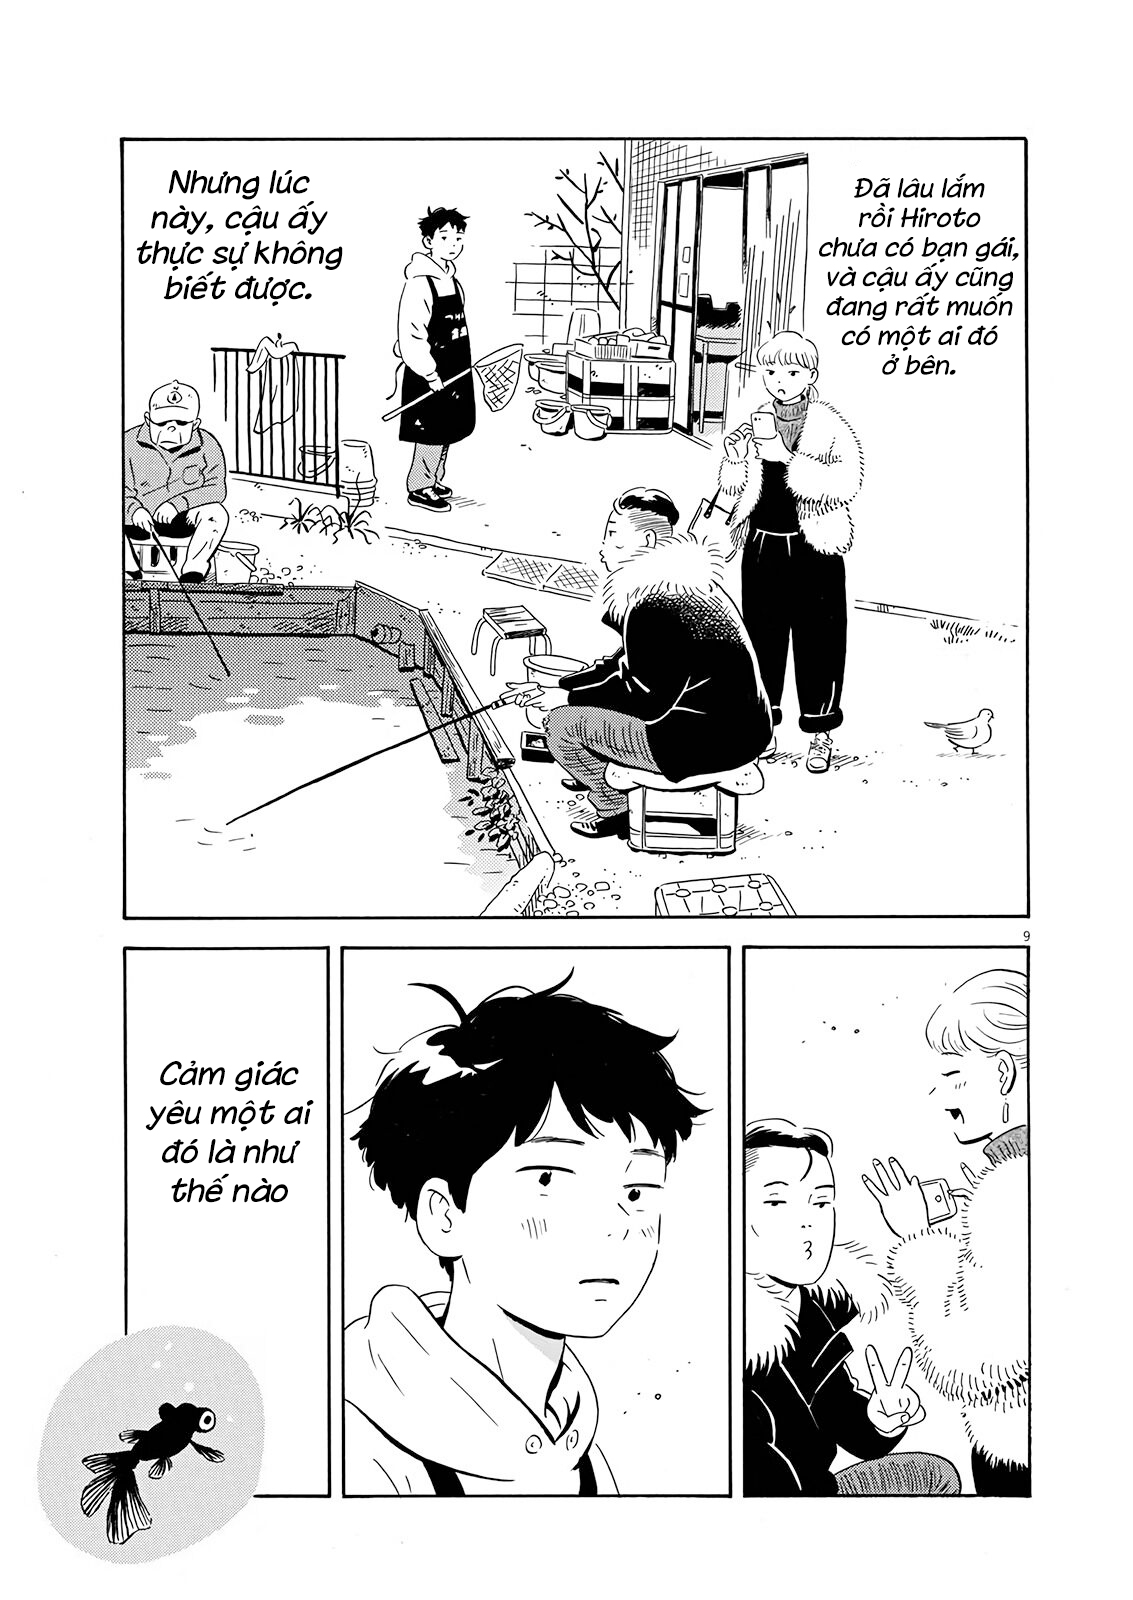 Đã lâu lắm
rồi Hiroto
chưa có bạn gái,
và cậu ấy cũng
đang rất muốn
có một ai đó
ở bên.
Nhưng lúc
này, cậu ấy
thực sự không
biết được.
9
Cảm giác
yêu một ai
đó là như
thế nào